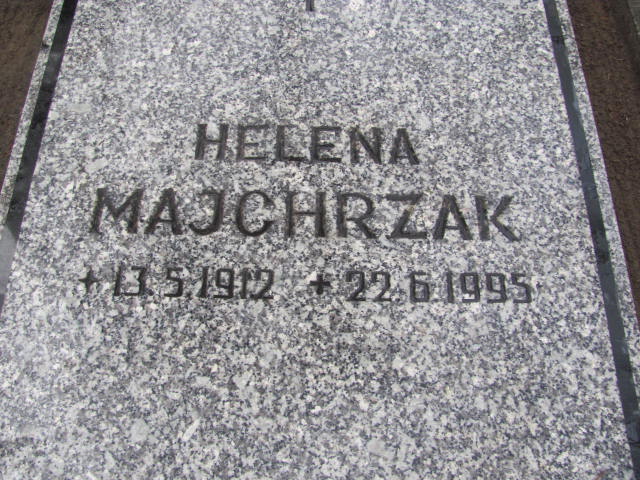 HELENA
MAJCHRZAK
+ 13.5.1912 + 22.6.1995